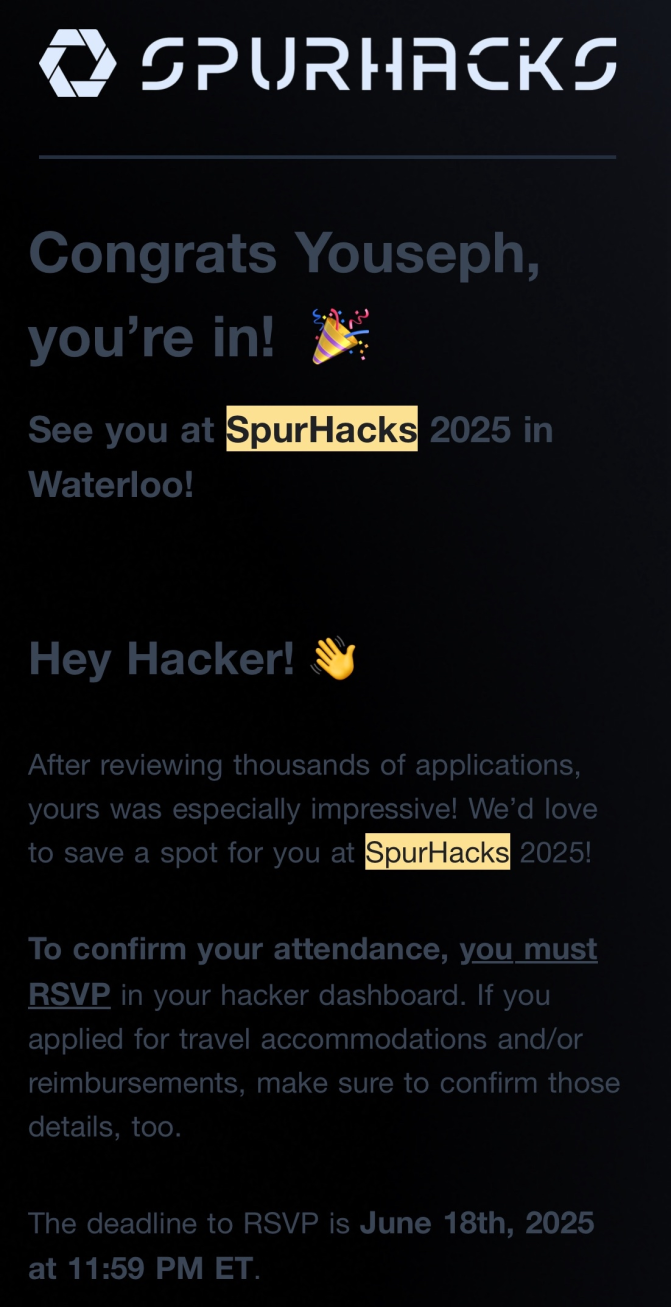 SPURHACKS
Congrats Youseph,
you’re in! 🎉
See you at SpurHacks 2025 in
Waterloo!
Hey Hacker! 👋
After reviewing thousands of applications,
yours was especially impressive! We’d love
to save a spot for you at SpurHacks 2025!
To confirm your attendance, you must
RSVP in your hacker dashboard. If you
applied for travel accommodations and/or
reimbursements, make sure to confirm those
details, too.
The deadline to RSVP is June 18th, 2025
at 11:59 PM ET.